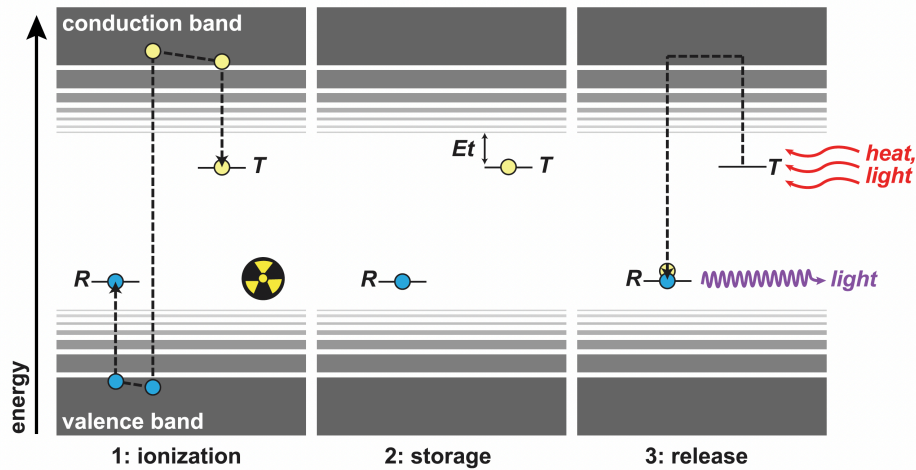 conduction band
T
Et
T
T
heat,
light
R
R
R
light
valence band
energy
1: ionization
2: storage
3: release